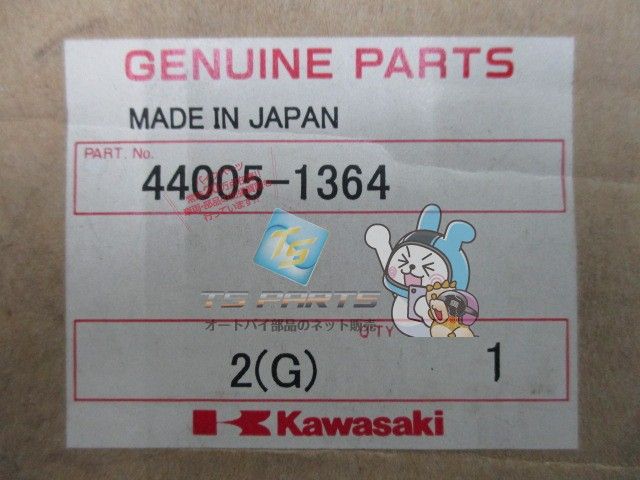 GENUINE PARTS
MADE IN JAPAN
PART. No.
44005-1364
TS
TS PARTS
オートバイ部品のネット販売
Q'TY
2(G)
1
Kawasaki